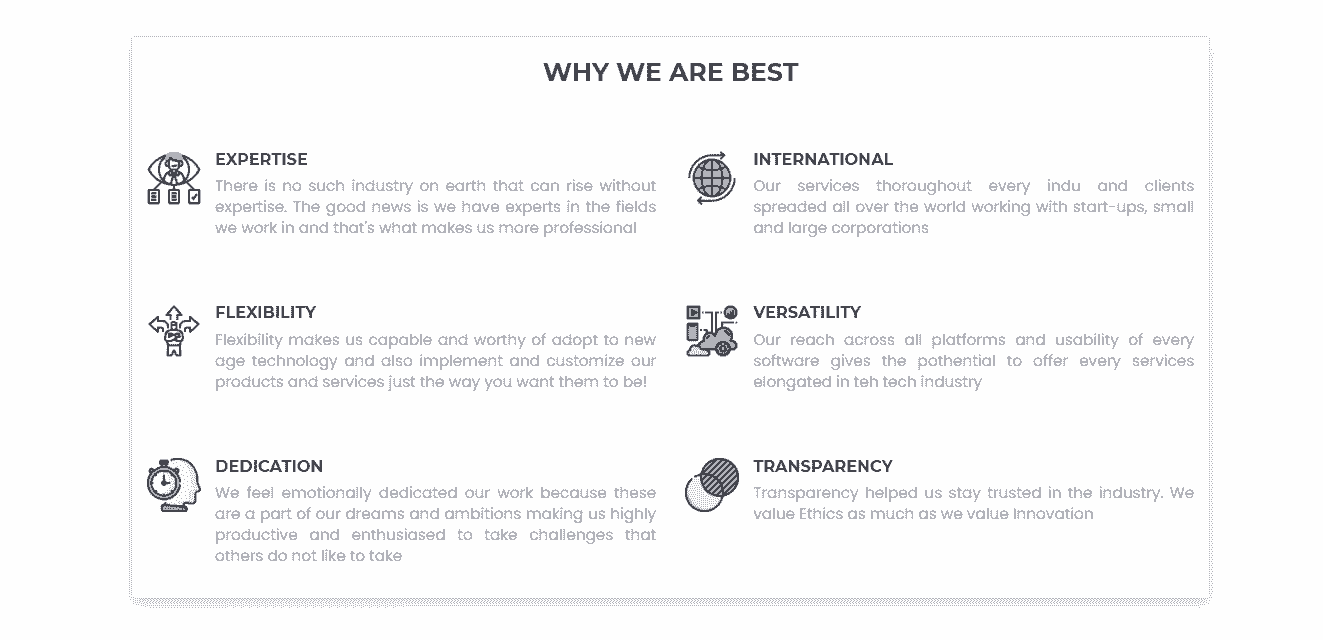 WHY WE ARE BEST
EXPERTISE
There is no such industry on earth that can rise without
expertise. The good news is we have experts in the fields
we work in and that's what makes us more professional
INTERNATIONAL
Our services thoroughout every indu and clients
spreaded all over the world working with start-ups, small
and large corporations
FLEXIBILITY
Flexibility makes us capable and worthy of adopt to new
age technology and also implement and customize our
products and services just the way you want them to be!
VERSATILITY
Our reach across all platforms and usability of every
software gives the pothential to offer every services
elongated in teh tech industry
DEDICATION
We feel emotionally dedicated our work because these
are a part of our dreams and ambitions making us highly
productive and enthusiased to take challenges that
others do not like to take
TRANSPARENCY
Transparency helped us stay trusted in the industry. We
value Ethics as much as we value Innovation